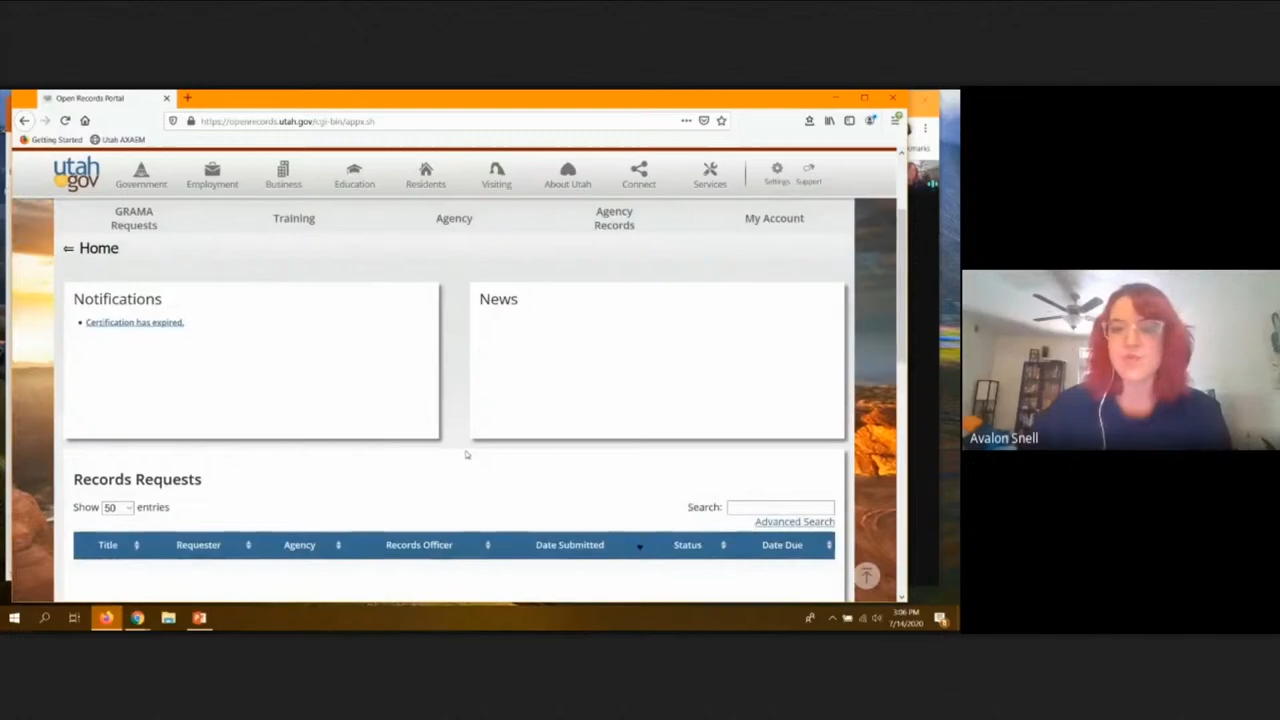 Open Records Portal
https://openrecords.utah.gov/cgi-bin/appx.sh
Getting Started Utah AXAEM
utah gov
Government Employment Business Education Residents Visiting About Utah Connect Services Settings Support
GRAMA Requests Training Agency Agency Records My Account
⇐ Home
Notifications
• Certification has expired.
News
Records Requests
Show 50 entries
Search:
Advanced Search
Title Requester Agency Records Officer Date Submitted Status Date Due
Avalon Snell
3:06 PM
7/14/2020